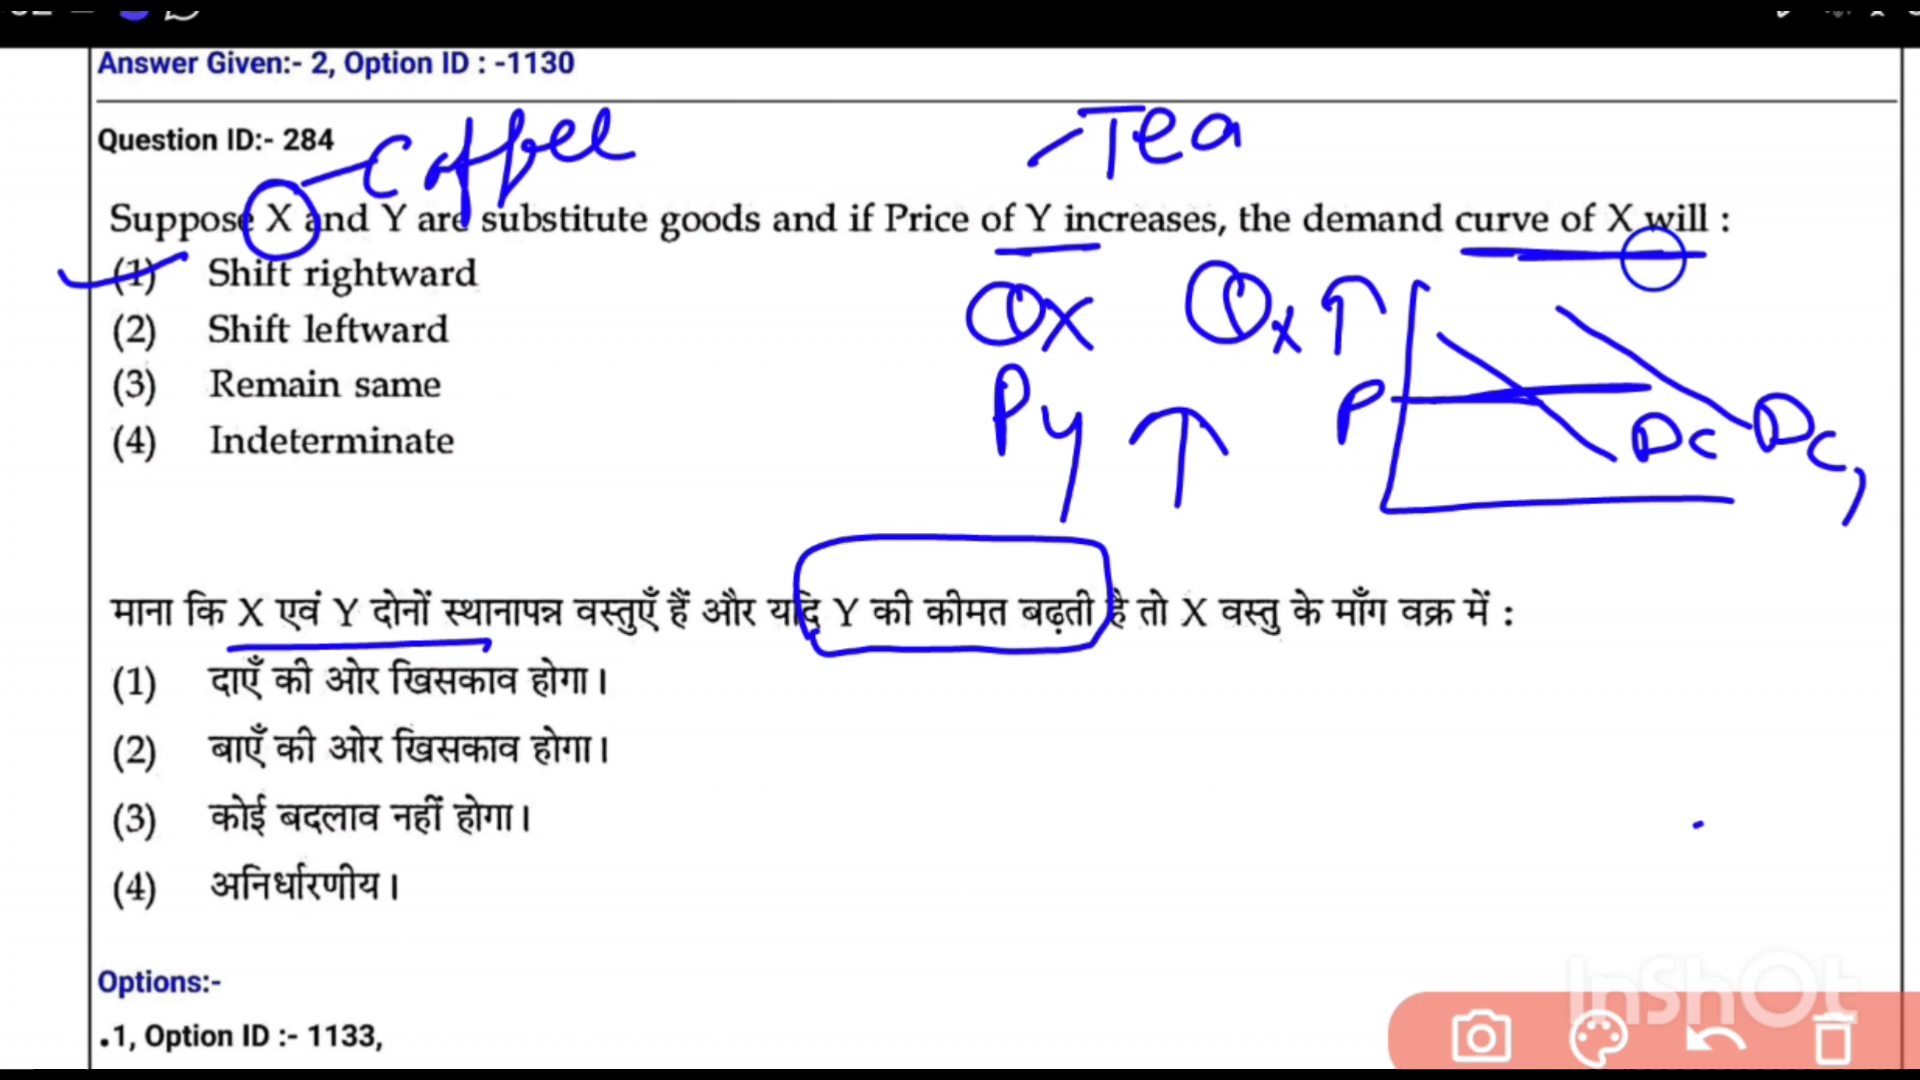 Answer Given:- 2, Option ID : -1130
Question ID:- 284
Coffee
Tea
Suppose X and Y are substitute goods and if Price of Y increases, the demand curve of X will :
(1) Shift rightward
(2) Shift leftward
(3) Remain same
(4) Indeterminate
Qx Qx ↑
Py ↑
P
Dc Dc,
माना कि X एवं Y दोनों स्थानापन्न वस्तुएँ हैं और यदि Y की कीमत बढ़ती है तो X वस्तु के माँग वक्र में :
(1) दाएँ की ओर खिसकाव होगा।
(2) बाएँ की ओर खिसकाव होगा।
(3) कोई बदलाव नहीं होगा।
(4) अनिर्धारणीय।
Options:-
.1, Option ID :- 1133,
InShOt